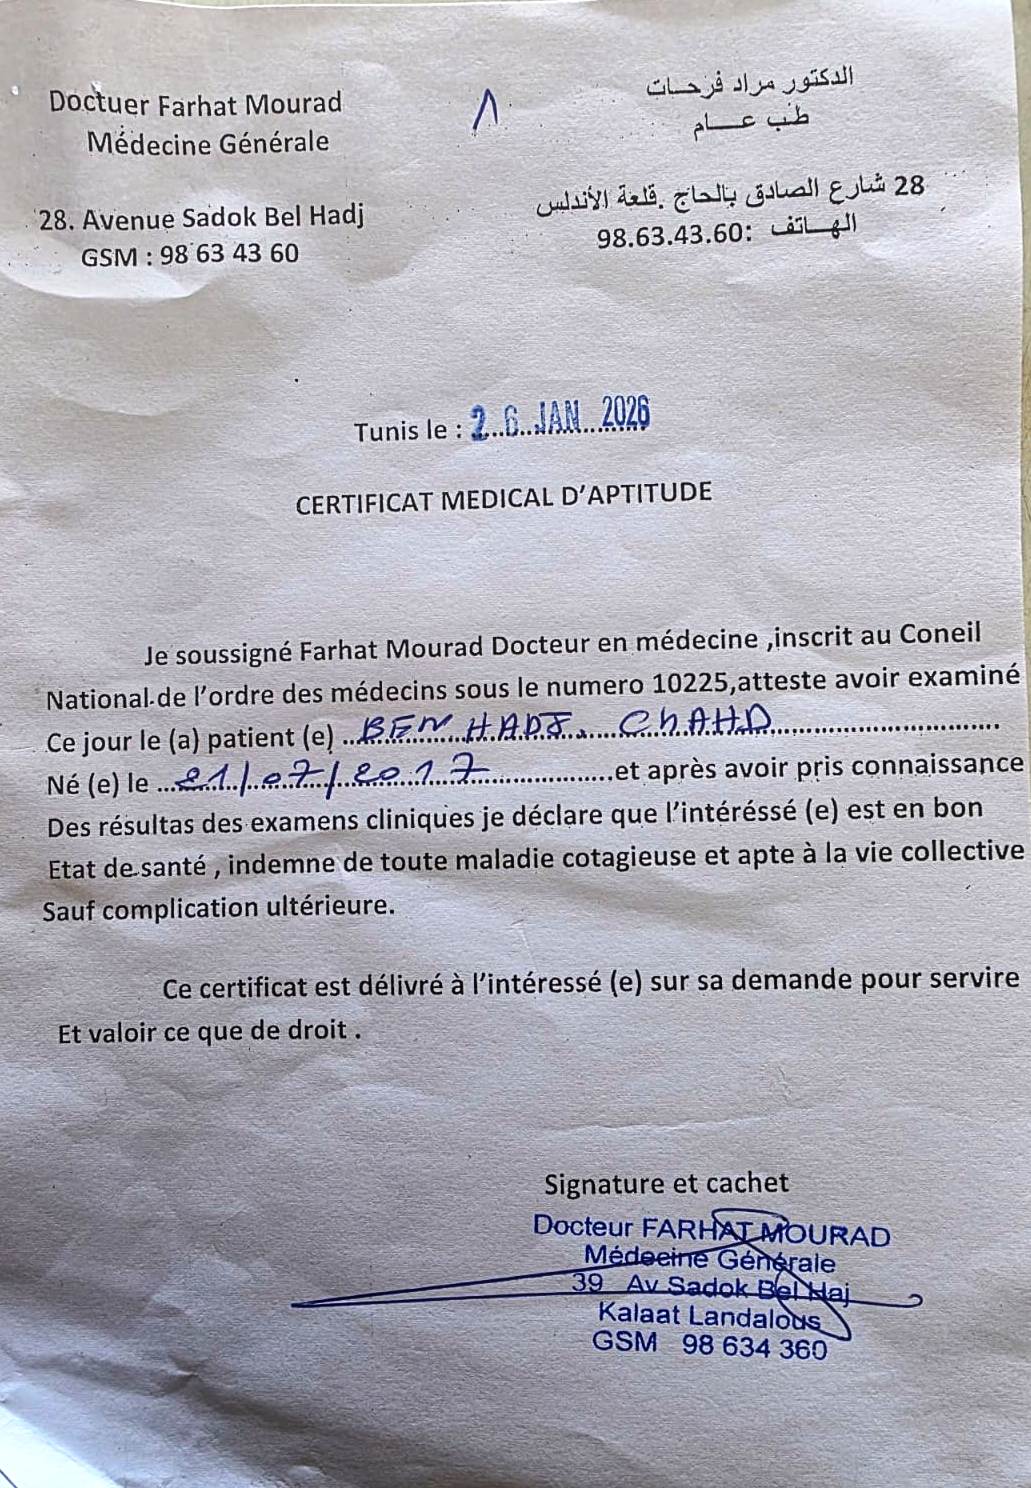 Doctuer Farhat Mourad
Médecine Générale
28. Avenue Sadok Bel Hadj
GSM : 98 63 43 60
الدكتور مراد فرحات
طب عام
28 شارع الصادق بالحاج .قلعة الأندلس
الهاتف :98.63.43.60
Tunis le : 26 JAN 2026
CERTIFICAT MEDICAL D'APTITUDE
Je soussigné Farhat Mourad Docteur en médecine ,inscrit au Coneil
National de l'ordre des médecins sous le numero 10225,atteste avoir examiné
Ce jour le (a) patient (e) BEN HADJ. ChAHD
Né (e) le 21/07/2017 et après avoir pris connaissance
Des résultas des examens cliniques je déclare que l'intéréssé (e) est en bon
Etat de santé , indemne de toute maladie cotagieuse et apte à la vie collective
Sauf complication ultérieure.
Ce certificat est délivré à l'intéressé (e) sur sa demande pour servire
Et valoir ce que de droit .
Signature et cachet
Docteur FARHAT MOURAD
Médecine Générale
39 Av Sadok Bel Haj
Kalaat Landalous
GSM 98 634 360